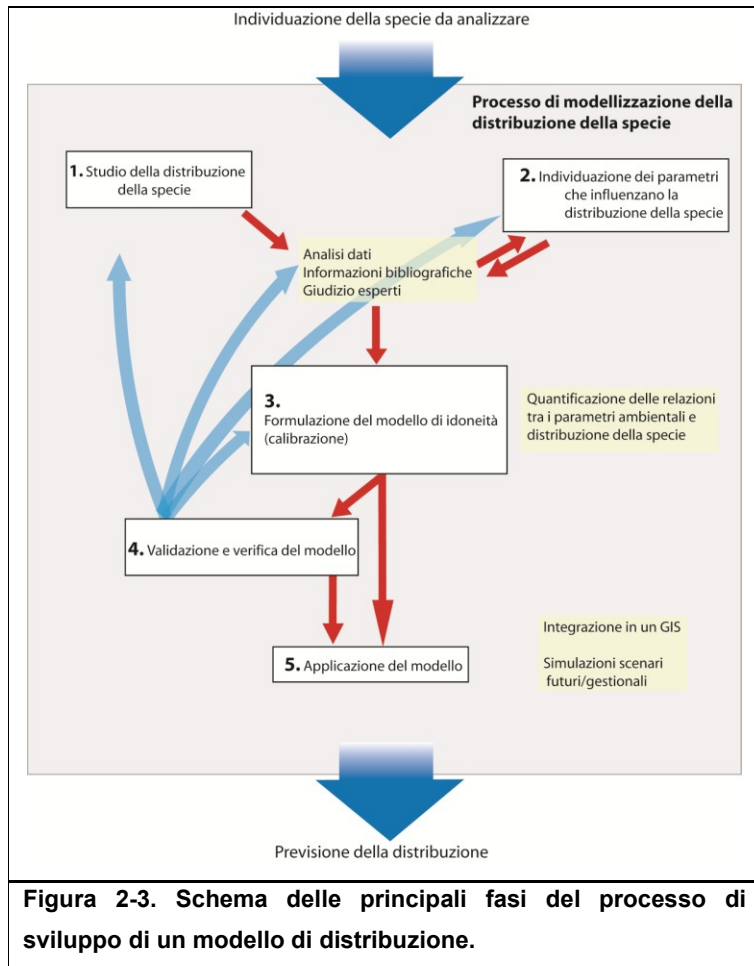 Individuazione della specie da analizzare
Processo di modellizzazione della
distribuzione della specie
1. Studio della distribuzione
della specie
2. Individuazione dei parametri
che influenzano la
distribuzione della specie
Analisi dati
Informazioni bibliografiche
Giudizio esperti
3.
Formulazione del modello di idoneità
(calibrazione)
Quantificazione delle relazioni
tra i parametri ambientali e
distribuzione della specie
4. Validazione e verifica del modello
Integrazione in un GIS
Simulazioni scenari
futuri/gestionali
5. Applicazione del modello
Previsione della distribuzione
Figura 2-3. Schema delle principali fasi del processo di
sviluppo di un modello di distribuzione.